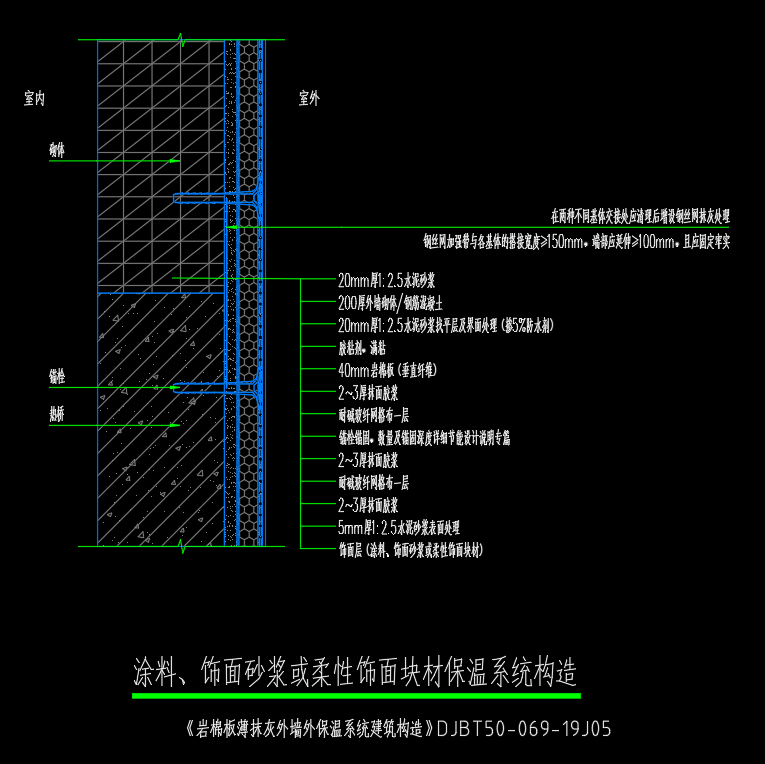 室内
室外
砌体
在两种不同基体交接处应清理后增设钢丝网抹灰处理
钢丝网加强带与各基体的搭接宽度≥150mm。端部应延伸≥100mm。且应固定牢实
20mm厚1:2.5水泥砂浆
200厚外墙砌体/钢筋混凝土
20mm厚1:2.5水泥砂浆找平层及界面处理(掺5%防水剂)
胶粘剂。满粘
40mm岩棉板(垂直纤维)
锚栓
2~3厚抹面胶浆
热桥
耐碱玻纤网格布一层
锚栓锚固。数量及锚固深度详细节能设计说明专篇
2~3厚抹面胶浆
耐碱玻纤网格布一层
2~3厚抹面胶浆
5mm厚1:2.5水泥砂浆表面处理
饰面层(涂料、饰面砂浆或柔性饰面块材)
涂料、饰面砂浆或柔性饰面块材保温系统构造
《岩棉板薄抹灰外墙外保温系统建筑构造》DJBT50-069-19J05